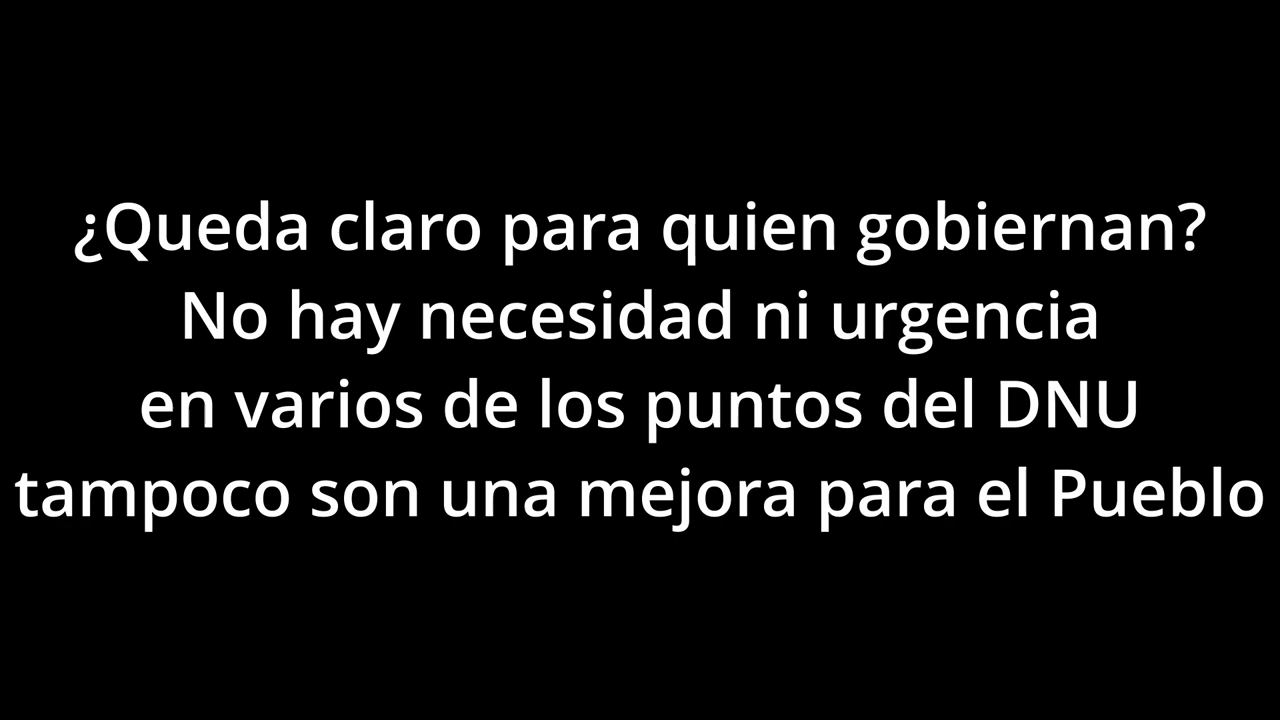 ¿Queda claro para quien gobiernan?
No hay necesidad ni urgencia
en varios de los puntos del DNU
tampoco son una mejora para el Pueblo